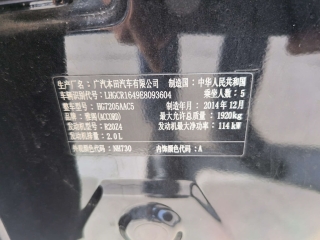 生产厂名：广汽本田汽车有限公司 制造国：中华人民共和国
车辆识别代号：LHGCR1649E8093604 乘坐人数：5
整车型号：HG7205AAC5 制造年月：2014年12月
品牌：雅阁(ACCORD) 最大允许总质量：1920kg
发动机型号：R20Z4 发动机最大净功率：114kW
发动机排量：2.0L
外观颜色代码：NH730 内饰颜色代码：A